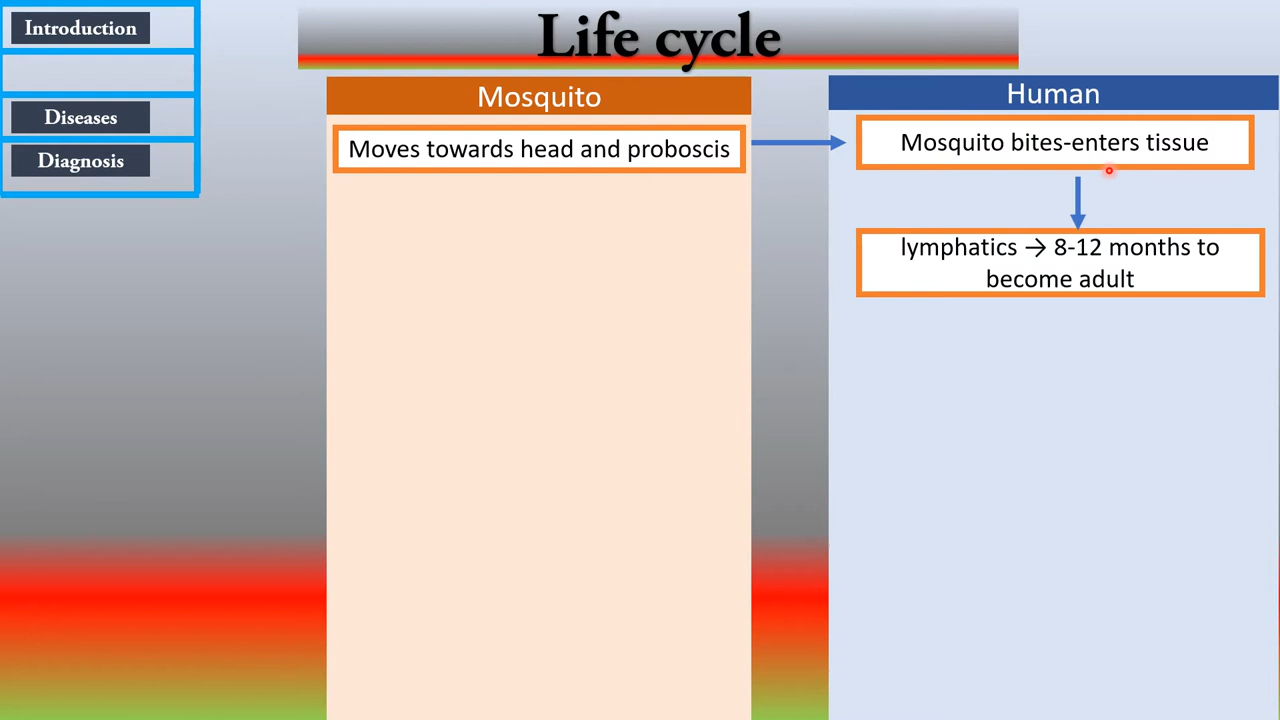 Introduction
Diseases
Diagnosis
Life cycle
Mosquito
Moves towards head and proboscis
Human
Mosquito bites-enters tissue
lymphatics → 8-12 months to
become adult